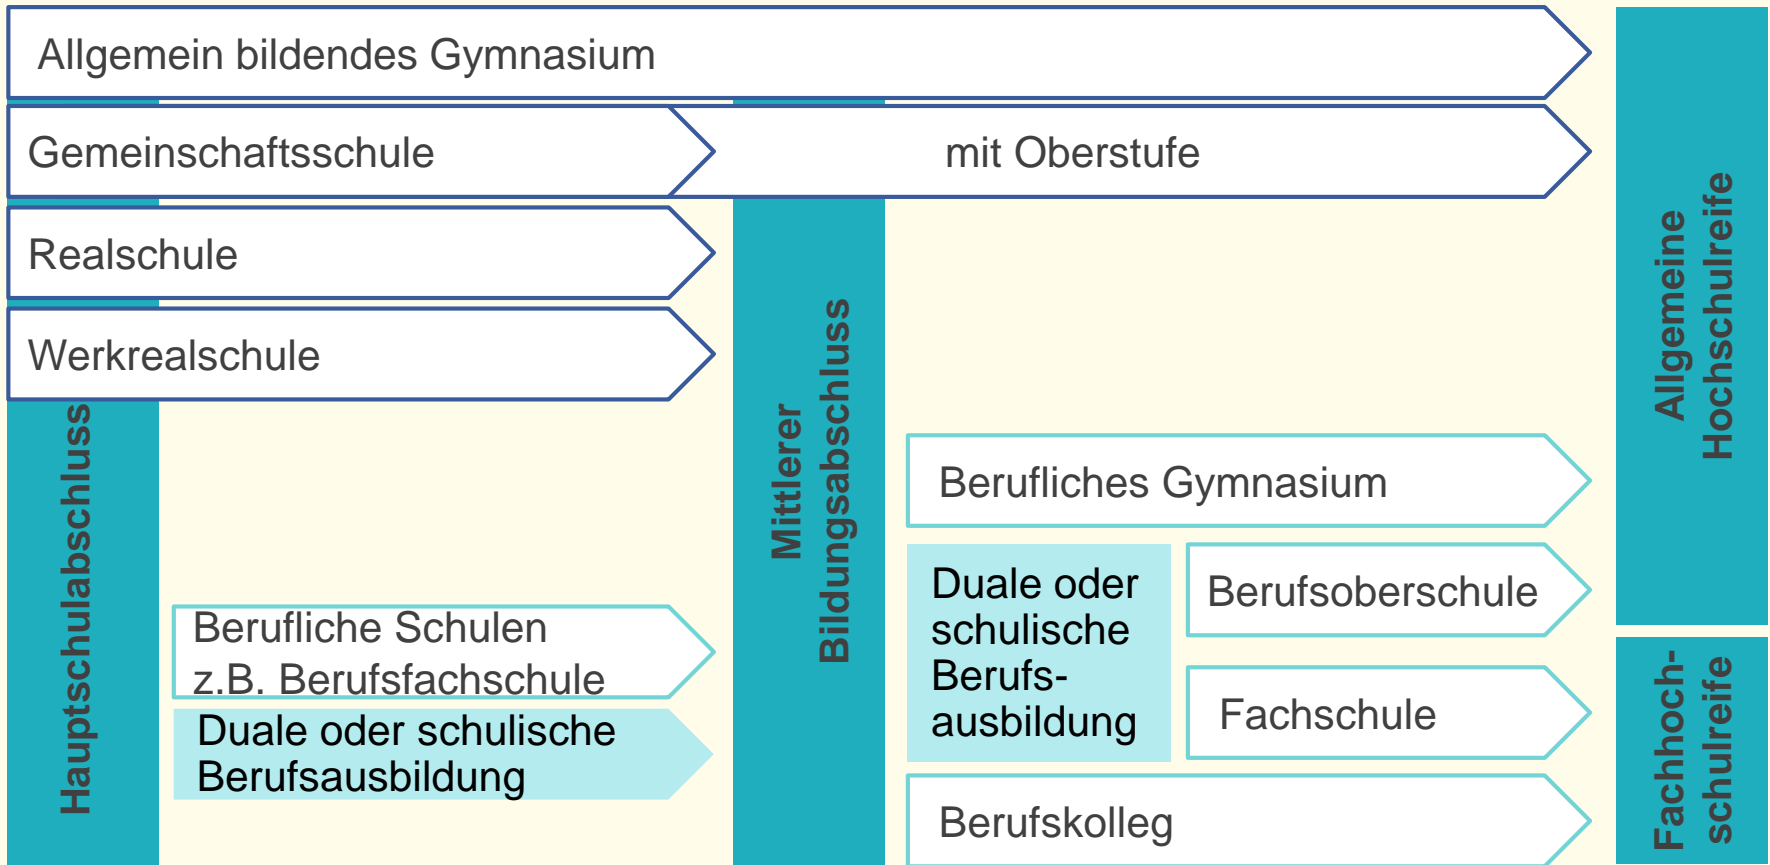 Allgemein bildendes Gymnasium
Gemeinschaftsschule
mit Oberstufe
Realschule
Werkrealschule
Hauptschulabschluss
Berufliche Schulen
z.B. Berufsfachschule
Duale oder schulische
Berufsausbildung
Mittlerer
Bildungsabschluss
Berufliches Gymnasium
Duale oder
schulische
Berufs-
ausbildung
Berufsoberschule
Fachschule
Berufskolleg
Allgemeine
Hochschulreife
Fachhoch-
schulreife